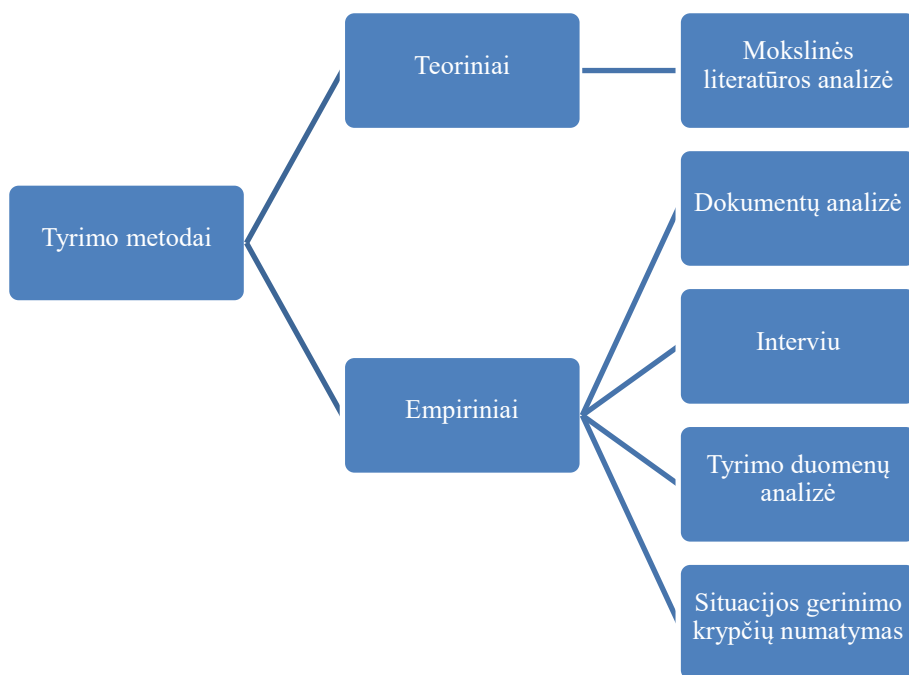 Tyrimo metodai
Teoriniai
Mokslinės
literatūros analizė
Empiriniai
Dokumentų analizė
Interviu
Tyrimo duomenų
analizė
Situacijos gerinimo
krypčių numatymas